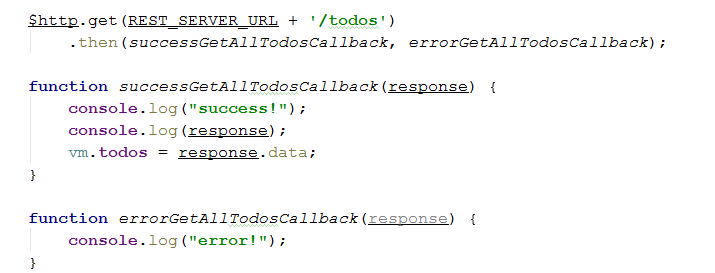 $http.get(REST_SERVER_URL + '/todos')
    .then(successGetAllTodosCallback, errorGetAllTodosCallback);
function successGetAllTodosCallback(response) {
    console.log("success!");
    console.log(response);
    vm.todos = response.data;
}
function errorGetAllTodosCallback(response) {
    console.log("error!");
}